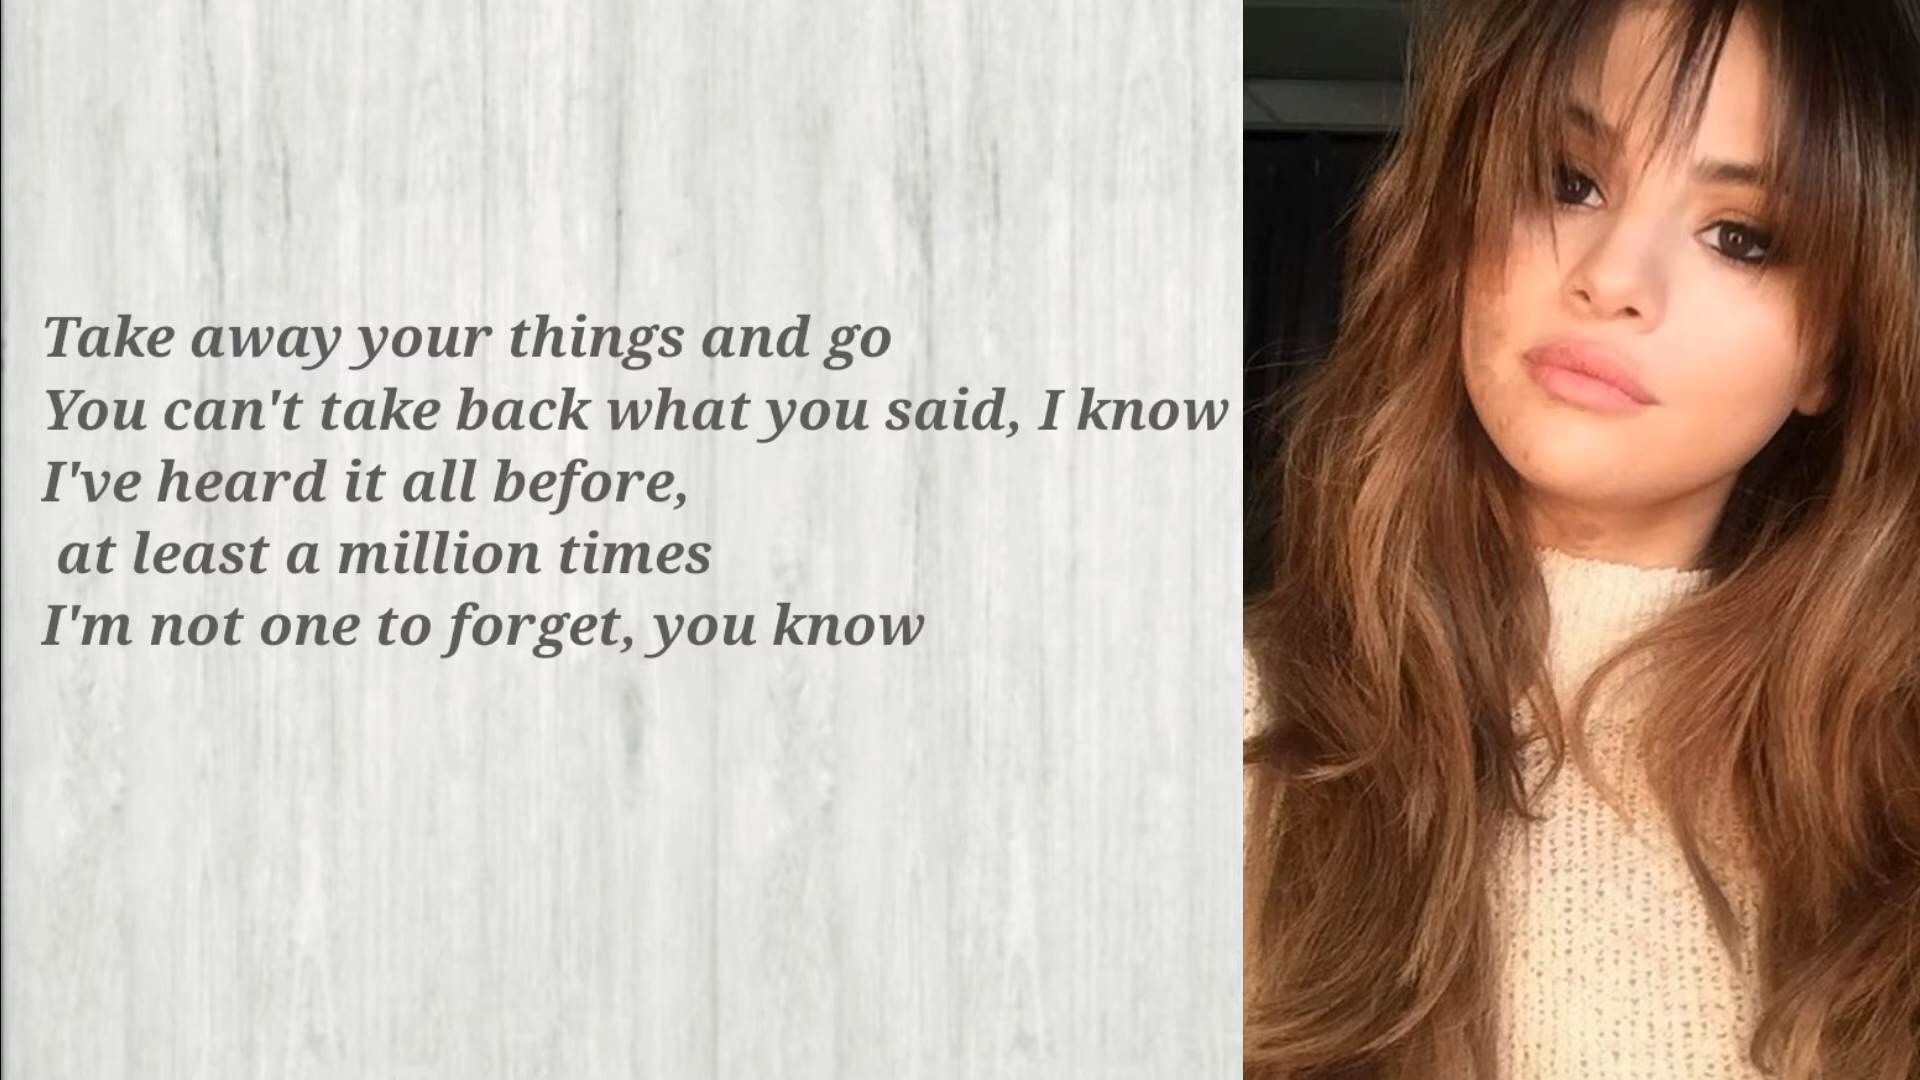 Take away your things and go
You can't take back what you said, I know
I've heard it all before,
at least a million times
I'm not one to forget, you know